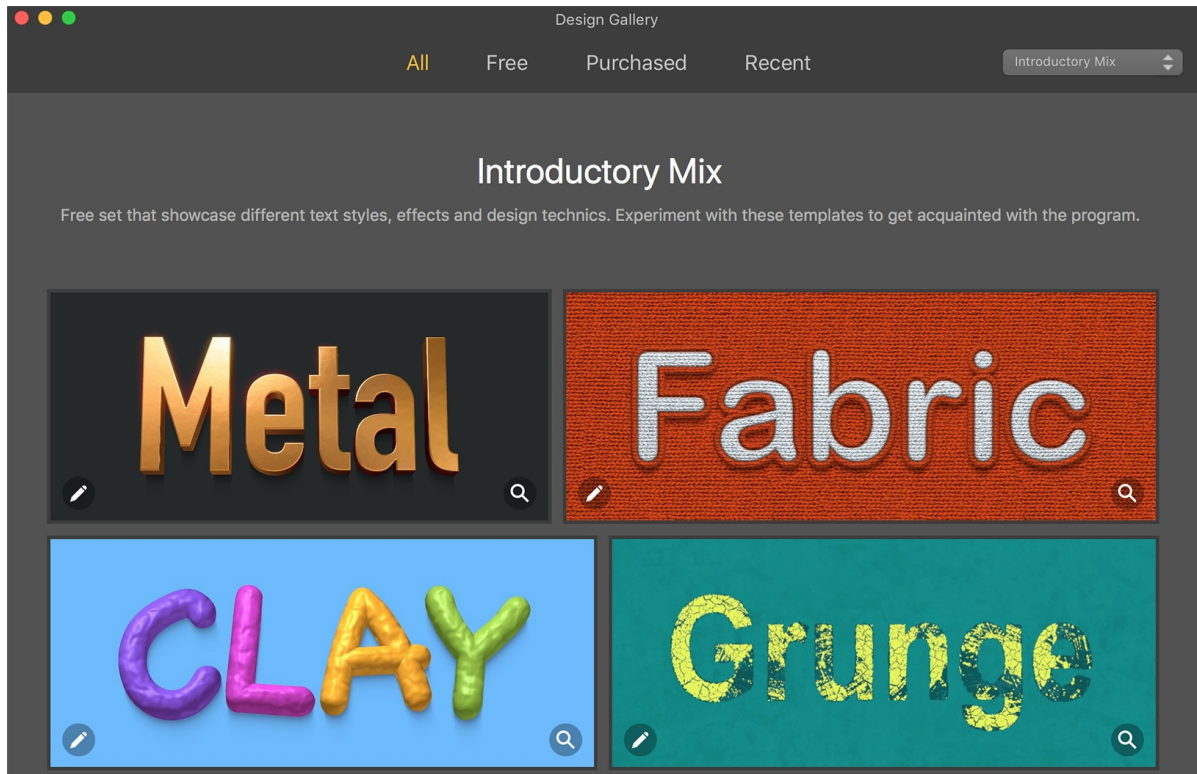 Design Gallery
All Free Purchased Recent Introductory Mix
Introductory Mix
Free set that showcase different text styles, effects and design technics. Experiment with these templates to get acquainted with the program.
Metal Fabric
CLAY Grunge